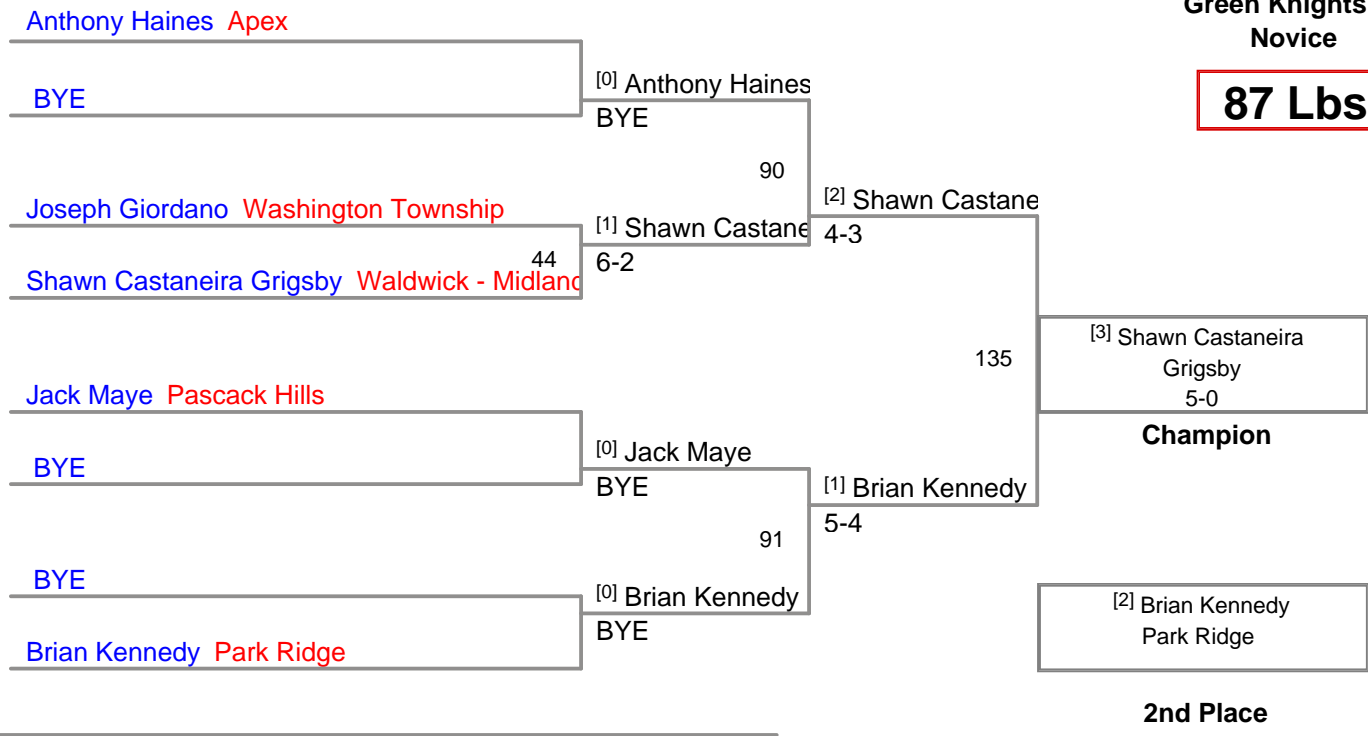 Green Knights
Novice
87 Lbs
Anthony Haines Apex
BYE
[0] Anthony Haines
BYE
90
Joseph Giordano Washington Township
44
Shawn Castaneira Grigsby Waldwick - Midland
[1] Shawn Castane
6-2
[2] Shawn Castane
4-3
135
[3] Shawn Castaneira
Grigsby
5-0
Champion
Jack Maye Pascack Hills
BYE
[0] Jack Maye
BYE
91
[1] Brian Kennedy
5-4
BYE
Brian Kennedy Park Ridge
[0] Brian Kennedy
BYE
[2] Brian Kennedy
Park Ridge
2nd Place